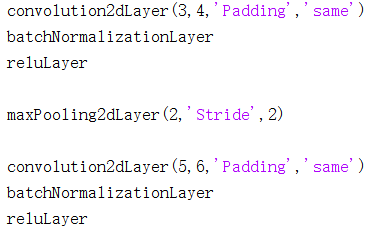 convolution2dLayer(3,4,'Padding','same')
batchNormalizationLayer
reluLayer
maxPooling2dLayer(2,'Stride',2)
convolution2dLayer(5,6,'Padding','same')
batchNormalizationLayer
reluLayer